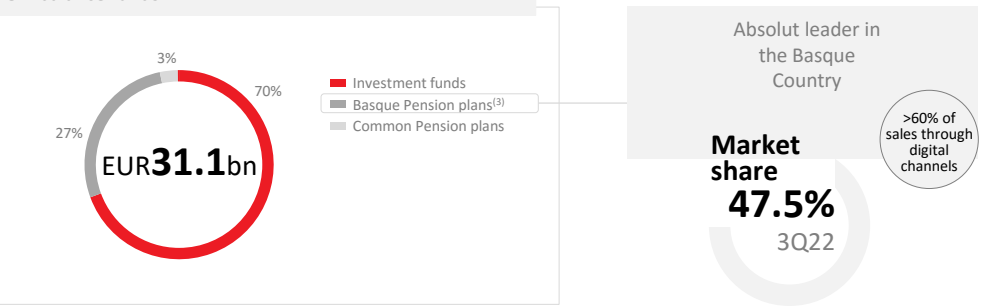 3%
70%
27%
EUR31.1bn
Investment funds
Basque Pension plans(3)
Common Pension plans
Absolut leader in
the Basque
Country
>60% of
sales through
digital
channels
Market
share
47.5%
3Q22